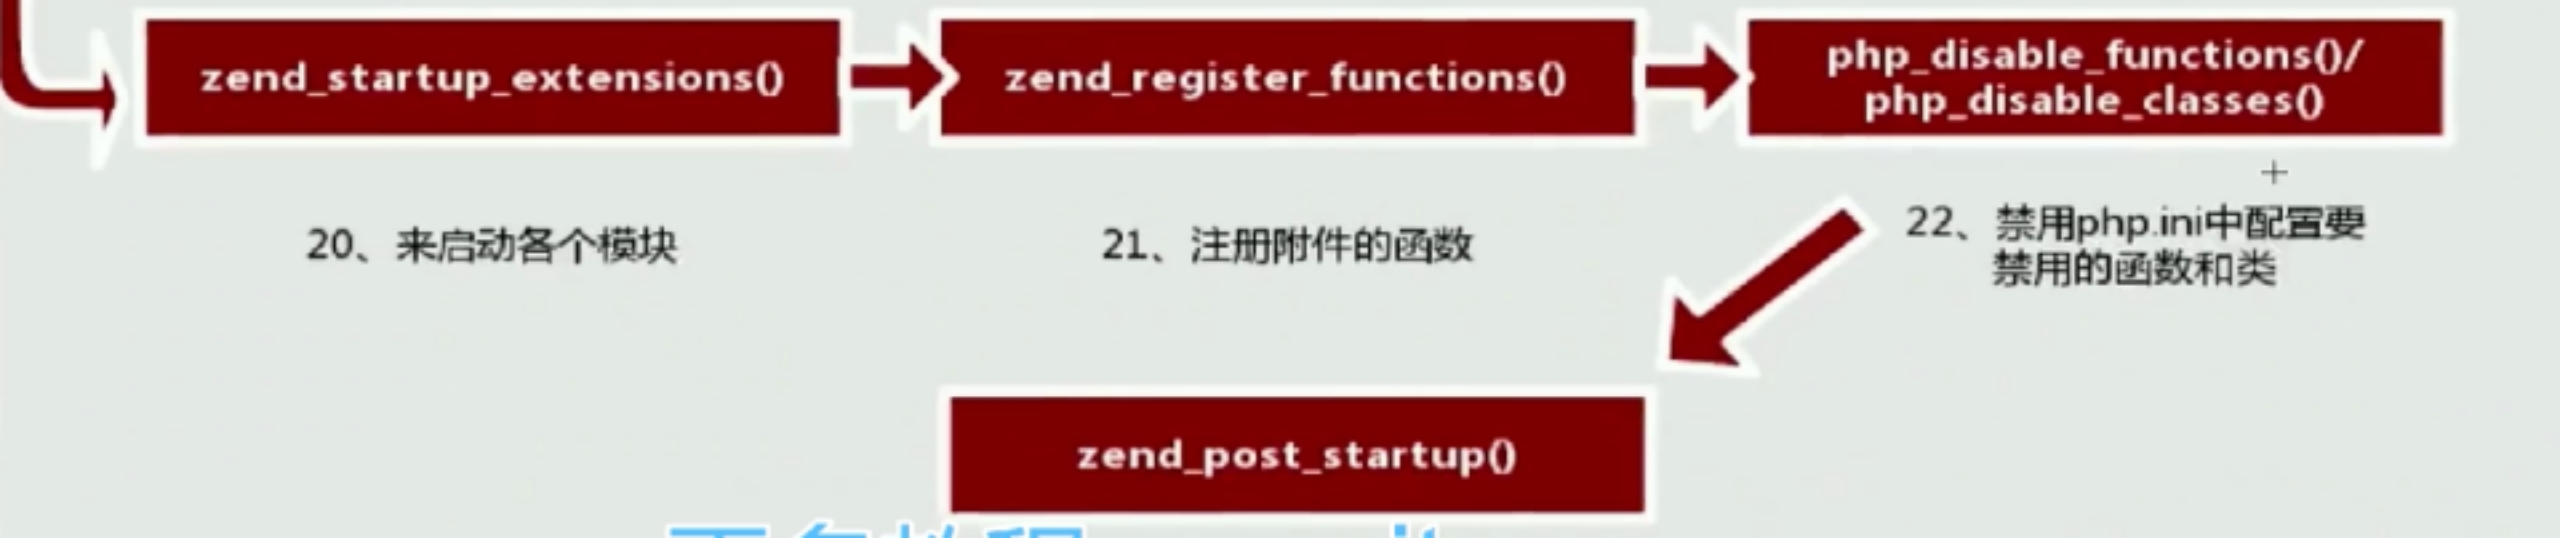 zend_startup_extensions()
zend_register_functions()
php_disable_functions()/
php_disable_classes()
20、来启动各个模块
21、注册附件的函数
22、禁用php.ini中配置要
禁用的函数和类
zend_post_startup()